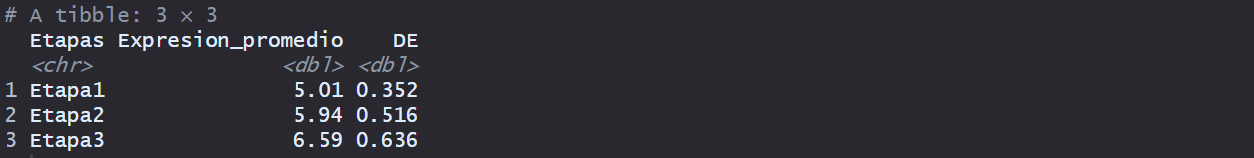 # A tibble: 3 × 3
Etapas Expresion_promedio DE
<chr> <dbl> <dbl>
1 Etapa1 5.01 0.352
2 Etapa2 5.94 0.516
3 Etapa3 6.59 0.636